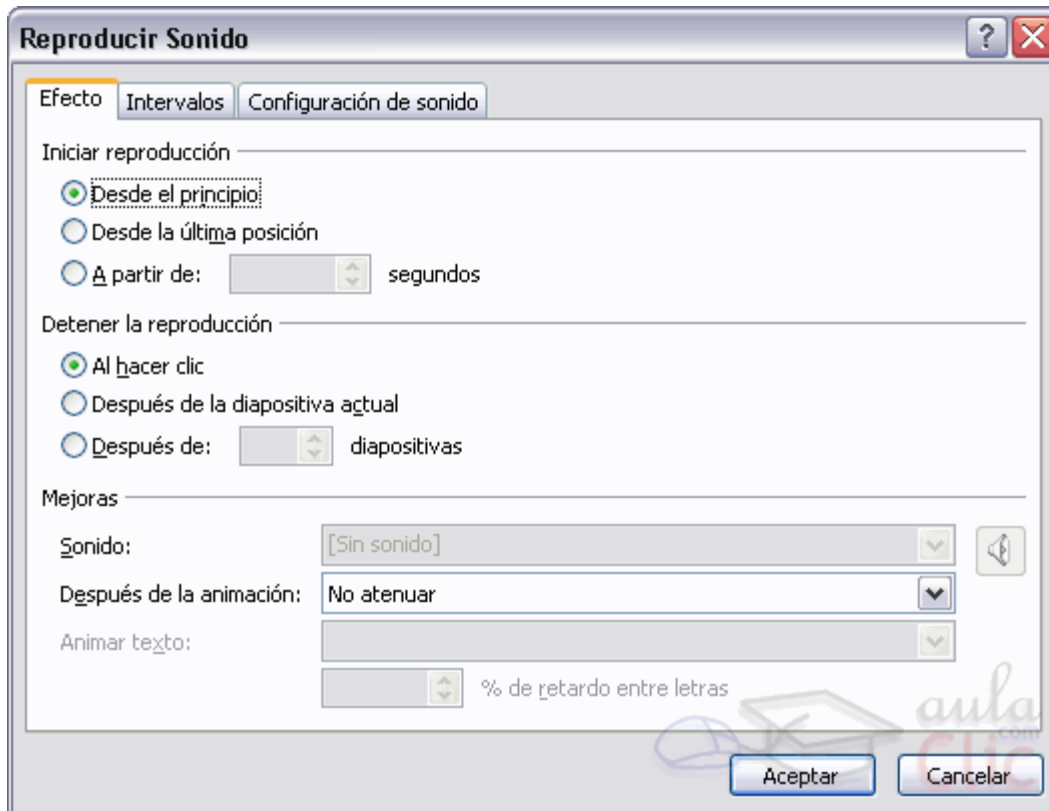 Reproducir Sonido
Efecto Intervalos Configuración de sonido
Iniciar reproducción
Desde el principio
Desde la última posición
A partir de: segundos
Detener la reproducción
Al hacer clic
Después de la diapositiva actual
Después de: diapositivas
Mejoras
Sonido: [Sin sonido]
Después de la animación: No atenuar
Animar texto:
% de retardo entre letras
aula
.com
Clic
Aceptar Cancelar